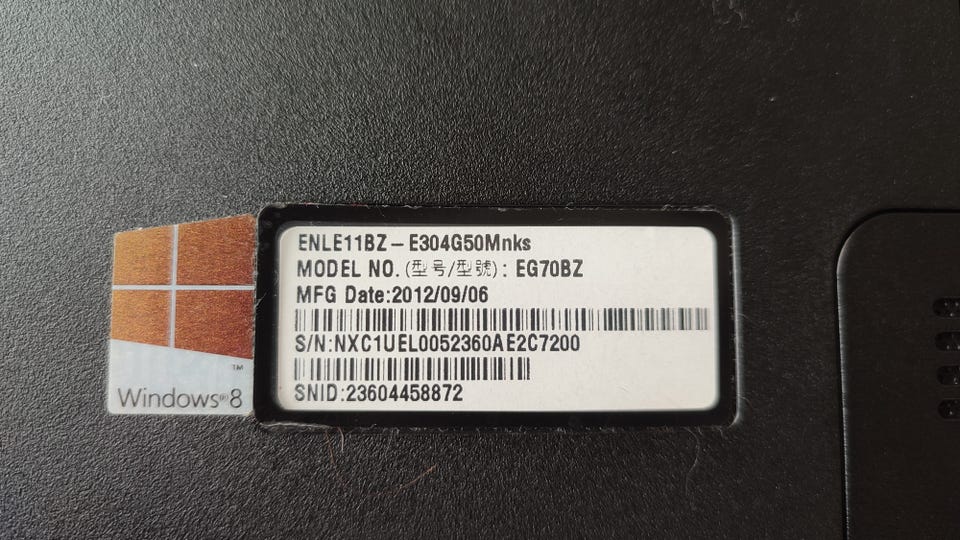 ENLE11BZ – E304G50Mnks
MODEL NO. (型号/型號) : EG70BZ
MFG Date:2012/09/06
S/N:NXC1UEL0052360AE2C7200
SNID:23604458872
™
Windows®8